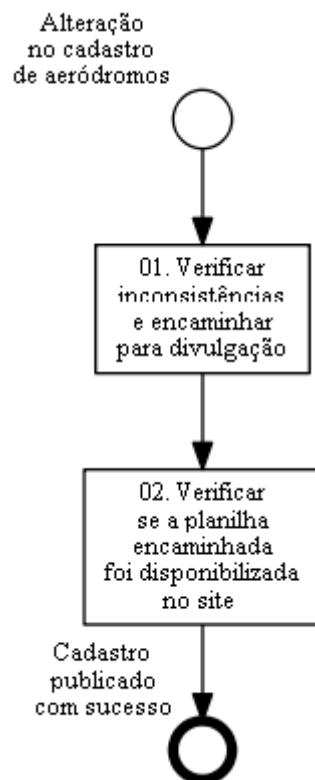 Alteração
no cadastro
de aeródromos
01. Verificar
inconsistências
e encaminhar
para divulgação
02. Verificar
se a planilha
encaminhada
foi disponibilizada
no site
Cadastro
publicado
com sucesso